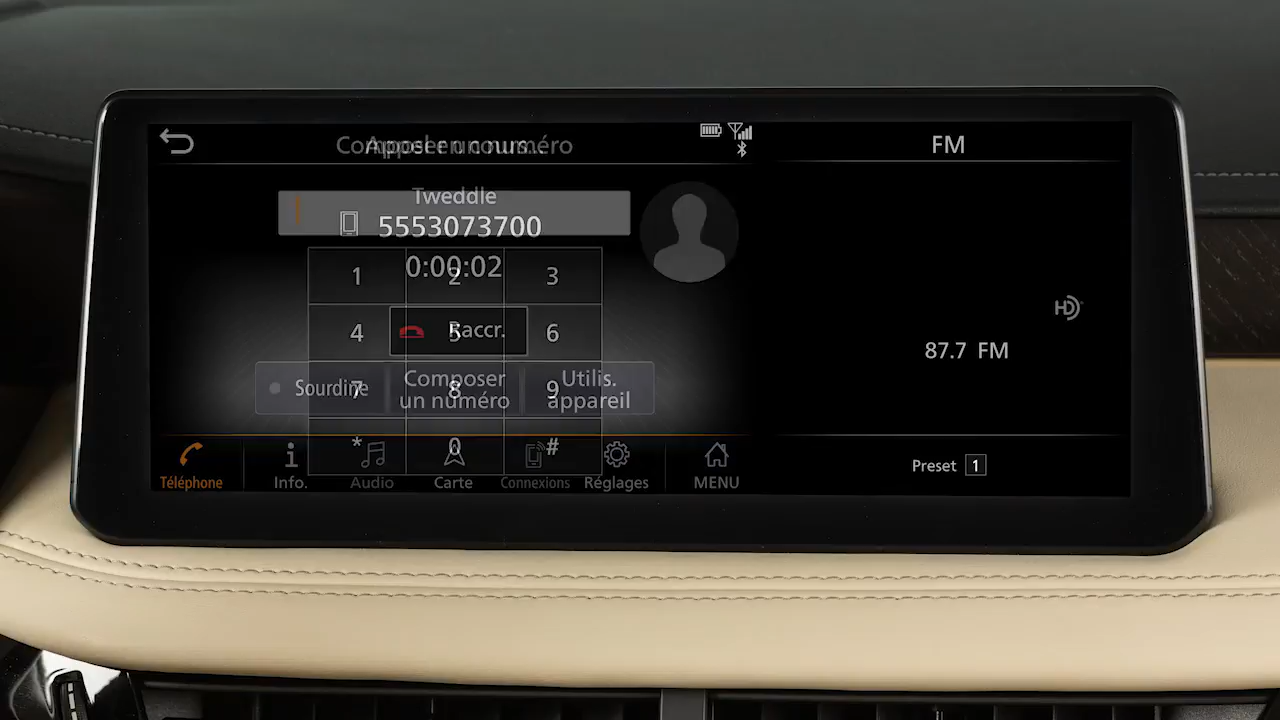 Composer un numéro
Appel en cours...
FM
Tweddle
5553073700
0:00:02
1 2 3
4 5 6
7 8 9
* 0 #
Raccr.
Sourdine
Composer
un numéro
Utilis.
appareil
HD
87.7 FM
Téléphone
Info.
Audio
Carte
Connexions
Réglages
MENU
Preset 1